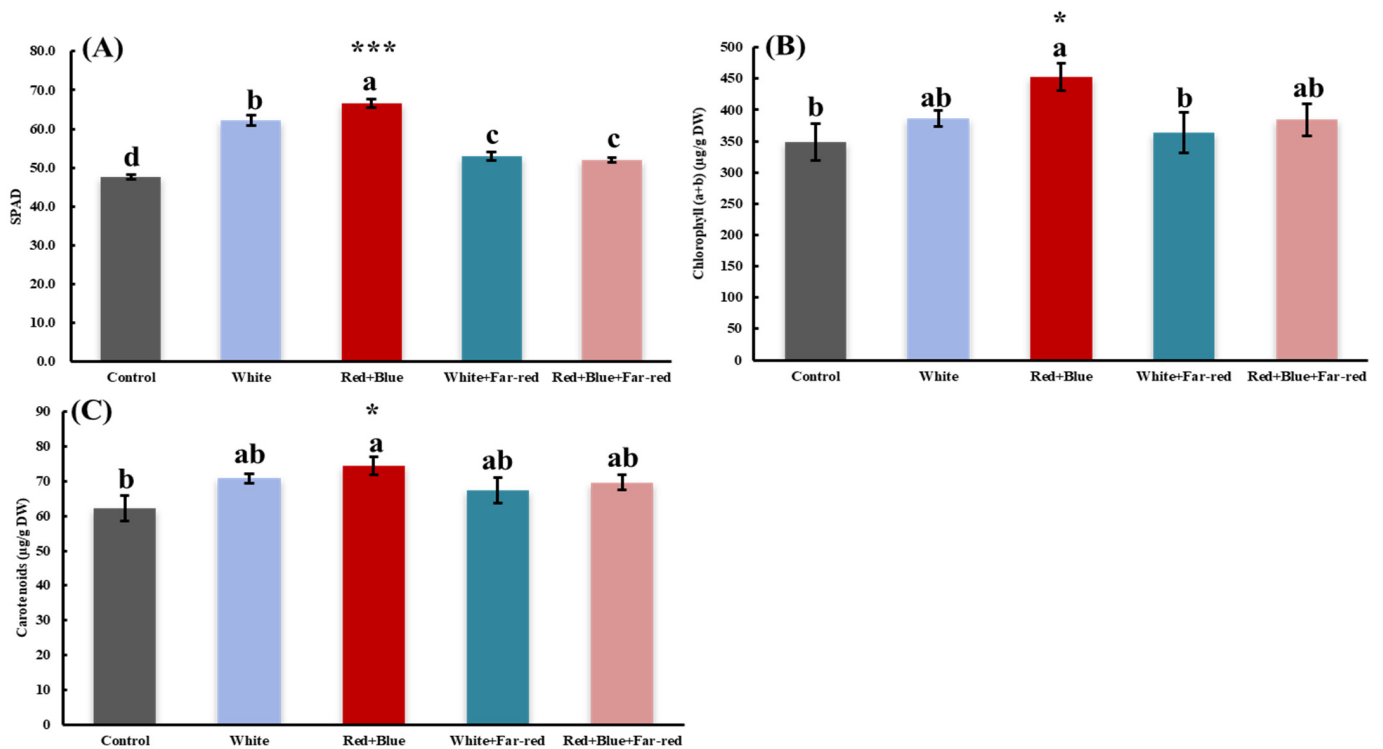 (A)
***
SPAD
80.0
70.0
60.0
50.0
40.0
30.0
20.0
10.0
0.0
d
b
a
c
c
Control
White
Red+Blue
White+Far-red
Red+Blue+Far-red
(B)
*
Chlorophyll (a+b) (µg/g DW)
500
450
400
350
300
250
200
150
100
50
0
b
ab
a
b
ab
Control
White
Red+Blue
White+Far-red
Red+Blue+Far-red
(C)
*
Carotenoids (µg/g DW)
90
80
70
60
50
40
30
20
10
0
b
ab
a
ab
ab
Control
White
Red+Blue
White+Far-red
Red+Blue+Far-red